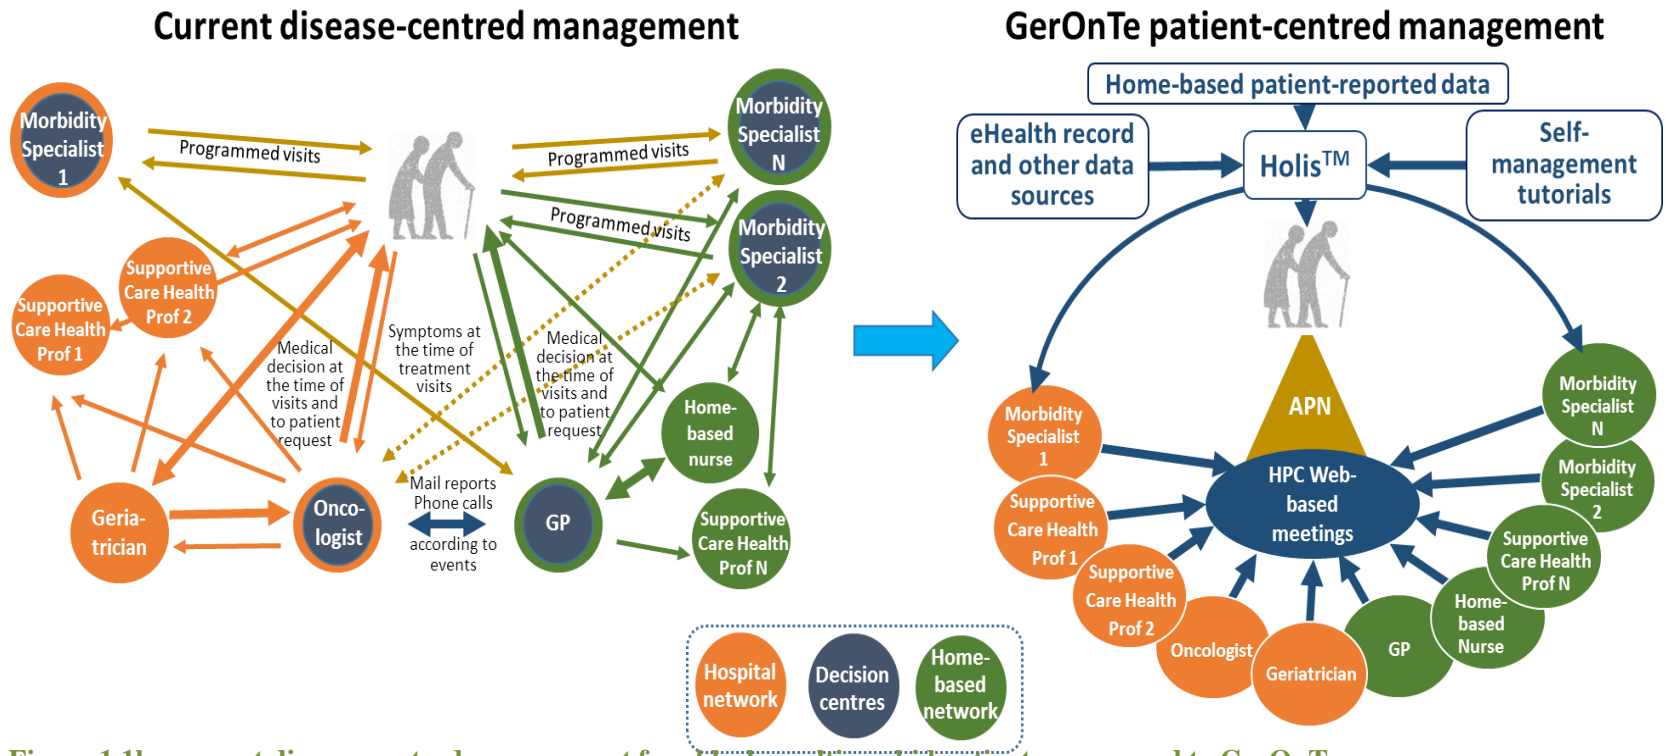 Current disease-centred management
GerOnTe patient-centred management
Morbidity
Specialist
1
Programmed visits
Programmed visits
Morbidity
Specialist
N
Programmed visits
Morbidity
Specialist
2
Supportive
Care Health
Prof 2
Supportive
Care Health
Prof 1
Medical
decision at
the time of
visits and
to patient
request
Symptoms at
the time of
treatment
visits
Medical
decision at
the time of
visits and
to patient
request
Home-
based
nurse
Geria-
trician
Onco-
logist
Mail reports
Phone calls
according to
events
GP
Supportive
Care Health
Prof N
Home-based patient-reported data
eHealth record
and other data
sources
Holis™
Self-
management
tutorials
APN
HPC Web-
based
meetings
Morbidity
Specialist
1
Supportive
Care Health
Prof 1
Supportive
Care Health
Prof 2
Oncologist
Geriatrician
GP
Home-
based
Nurse
Supportive
Care Health
Prof N
Morbidity
Specialist
2
Morbidity
Specialist
N
Hospital
network
Decision
centres
Home-
based
network